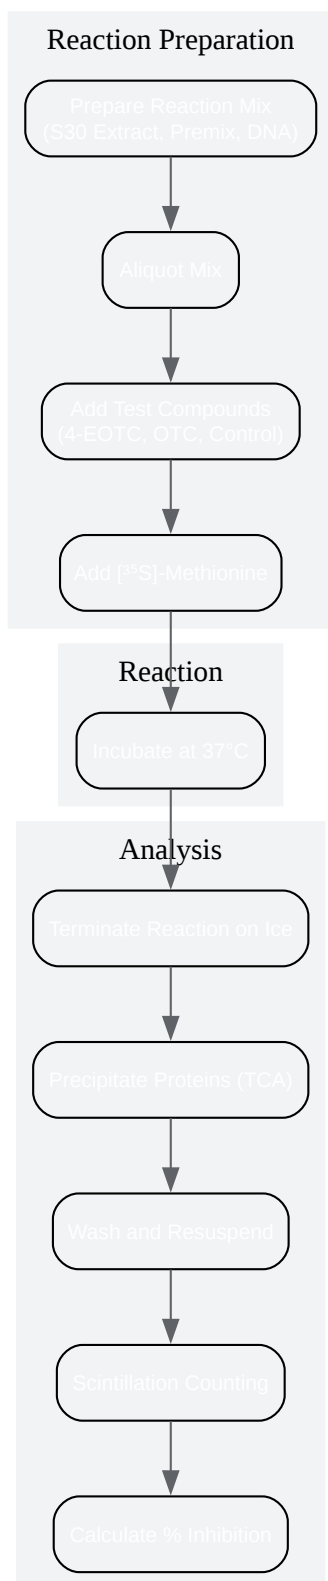 Reaction Preparation
Prepare Reaction Mix
(S30 Extract, Premix, DNA)
Aliquot Mix
Add Test Compounds
(4-EOTC, OTC, Control)
Add [³⁵S]-Methionine
Reaction
Incubate at 37°C
Analysis
Terminate Reaction on Ice
Precipitate Proteins (TCA)
Wash and Resuspend
Scintillation Counting
Calculate % Inhibition